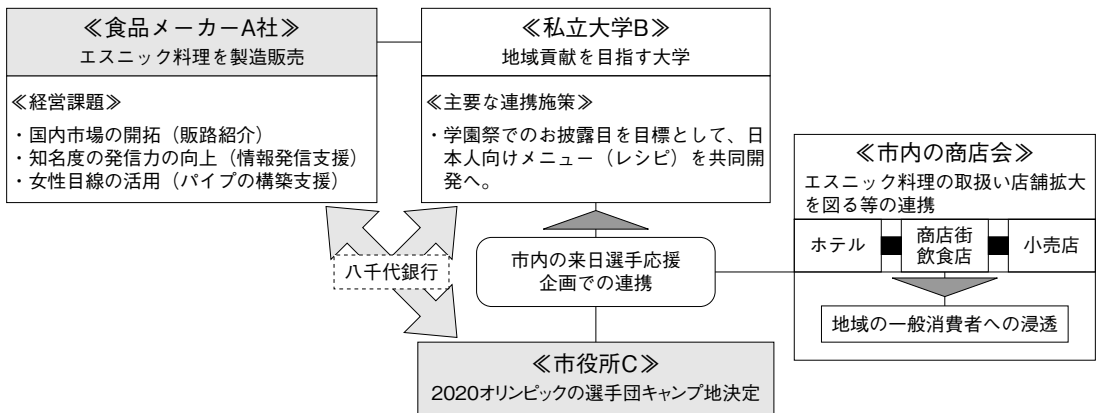 ≪食品メーカーA社≫
エスニック料理を製造販売
≪経営課題≫
・国内市場の開拓（販路紹介）
・知名度の発信力の向上（情報発信支援）
・女性目線の活用（パイプの構築支援）
≪私立大学B≫
地域貢献を目指す大学
≪主要な連携施策≫
・学園祭でのお披露目を目標として、日
本人向けメニュー（レシピ）を共同開
発へ。
≪市内の商店会≫
エスニック料理の取扱い店舗拡大
を図る等の連携
ホテル
商店街
飲食店
小売店
地域の一般消費者への浸透
八千代銀行
市内の来日選手応援
企画での連携
≪市役所C≫
2020オリンピックの選手団キャンプ地決定